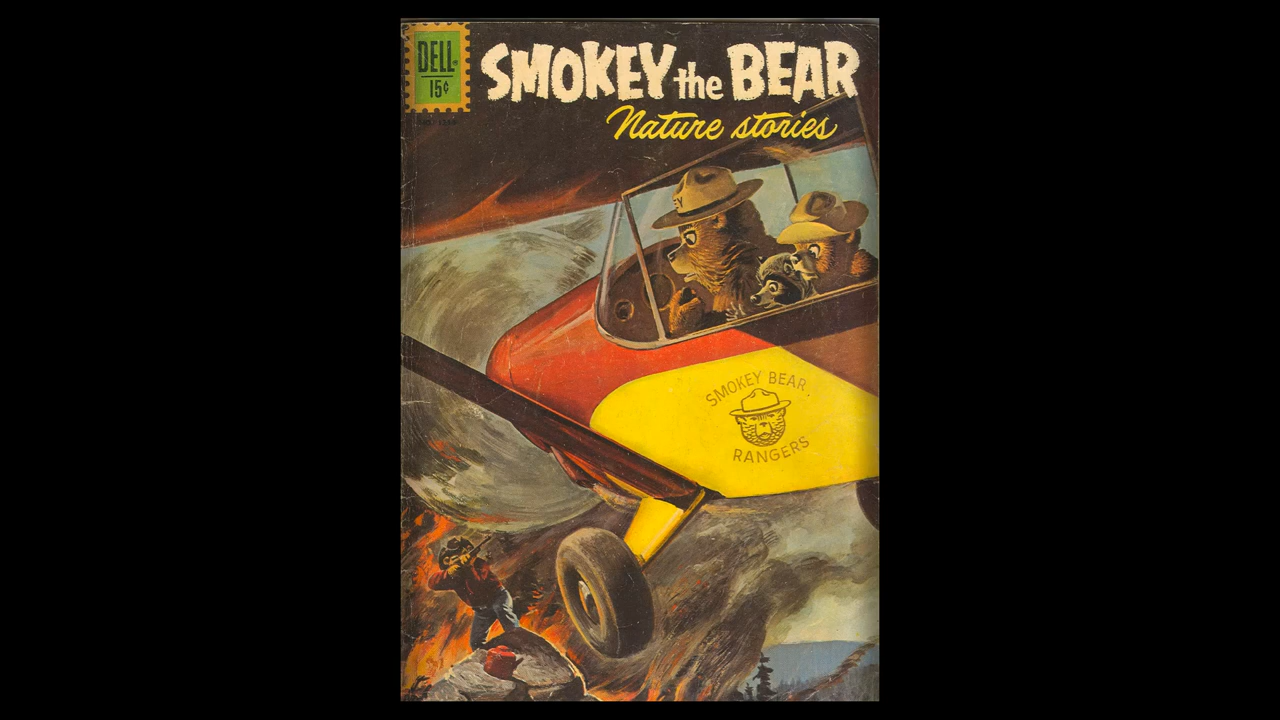 DELL
15¢
SMOKEY the BEAR
Nature stories
SMOKEY BEAR
RANGERS